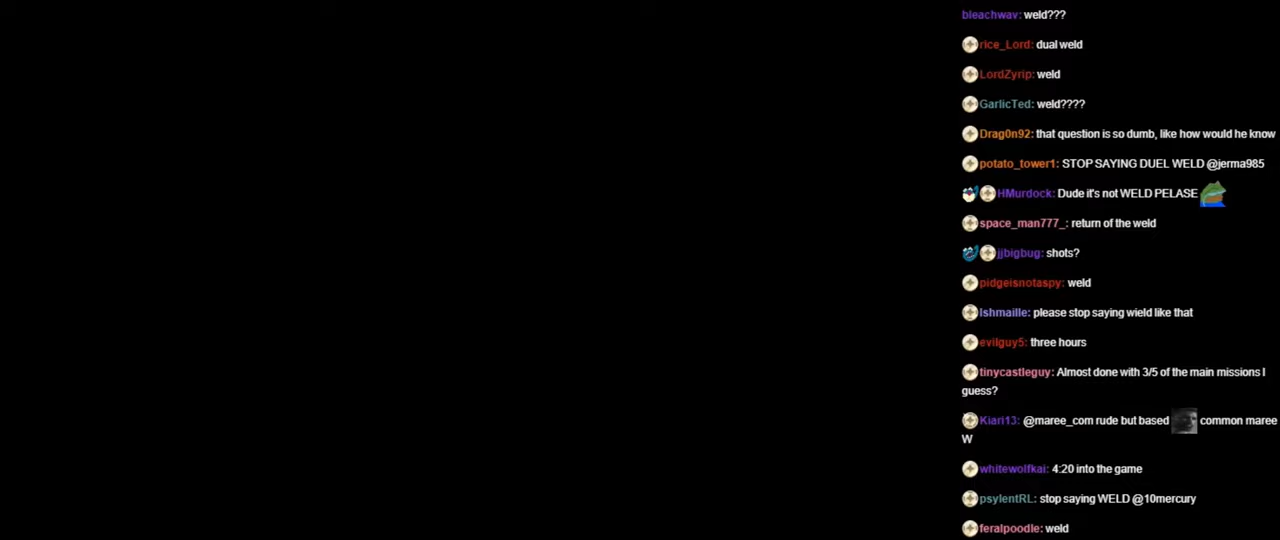 bleachwav: weld???
rice_Lord: dual weld
LordZyrip: weld
GarlicTed: weld????
Drag0n92: that question is so dumb, like how would he know
potato_tower1: STOP SAYING DUEL WELD @jerma985
HMurdock: Dude it's not WELD PELASE
space_man777_: return of the weld
jjbigbug: shots?
pidgeisnotaspy: weld
Ishmaille: please stop saying wield like that
evilguy5: three hours
tinycastleguy: Almost done with 3/5 of the main missions I
guess?
Kiari13: @maree_com rude but based common maree
W
whitewolfkai: 4:20 into the game
psylentRL: stop saying WELD @10mercury
feralpoodle: weld